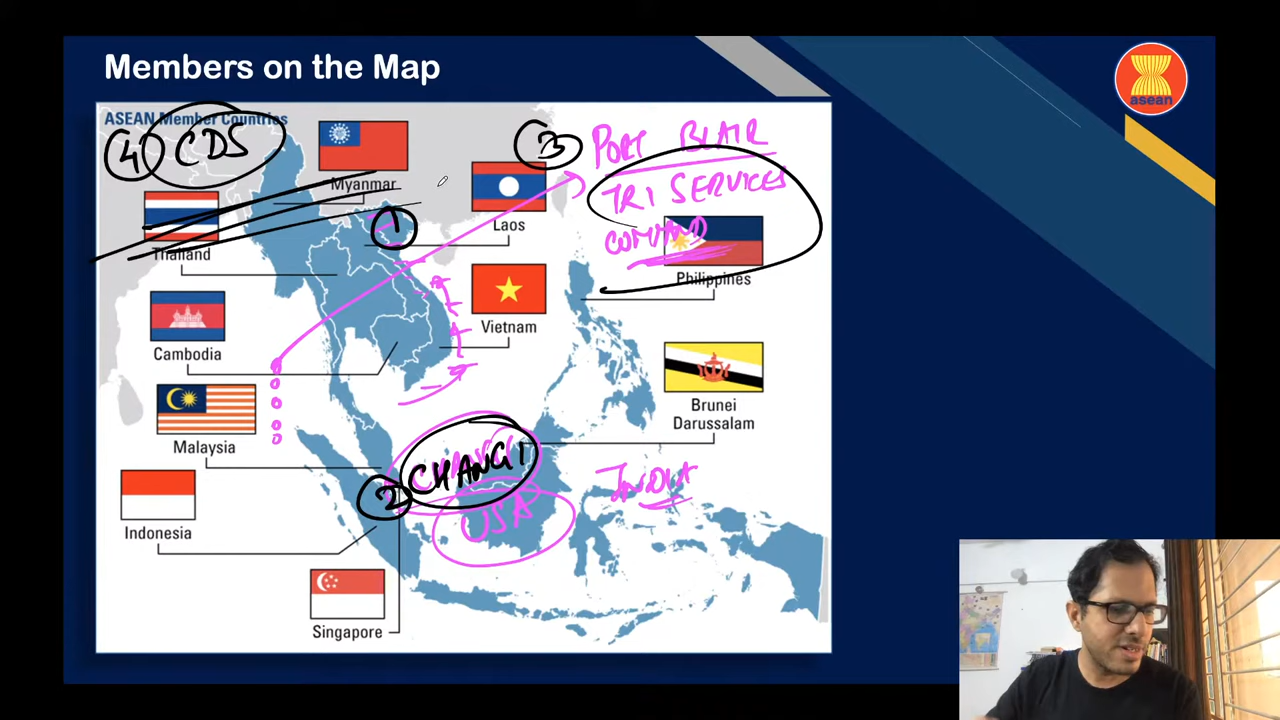 Members on the Map
asean
ASEAN Member Countries
4 CDS
3 PORT BLAIR
TRI SERVICES
COMMAND
Myanmar
1
Laos
Thailand
Philippines
Vietnam
Cambodia
Brunei
Darussalam
Malaysia
2 CHANGI
USA
INDIA
Indonesia
Singapore